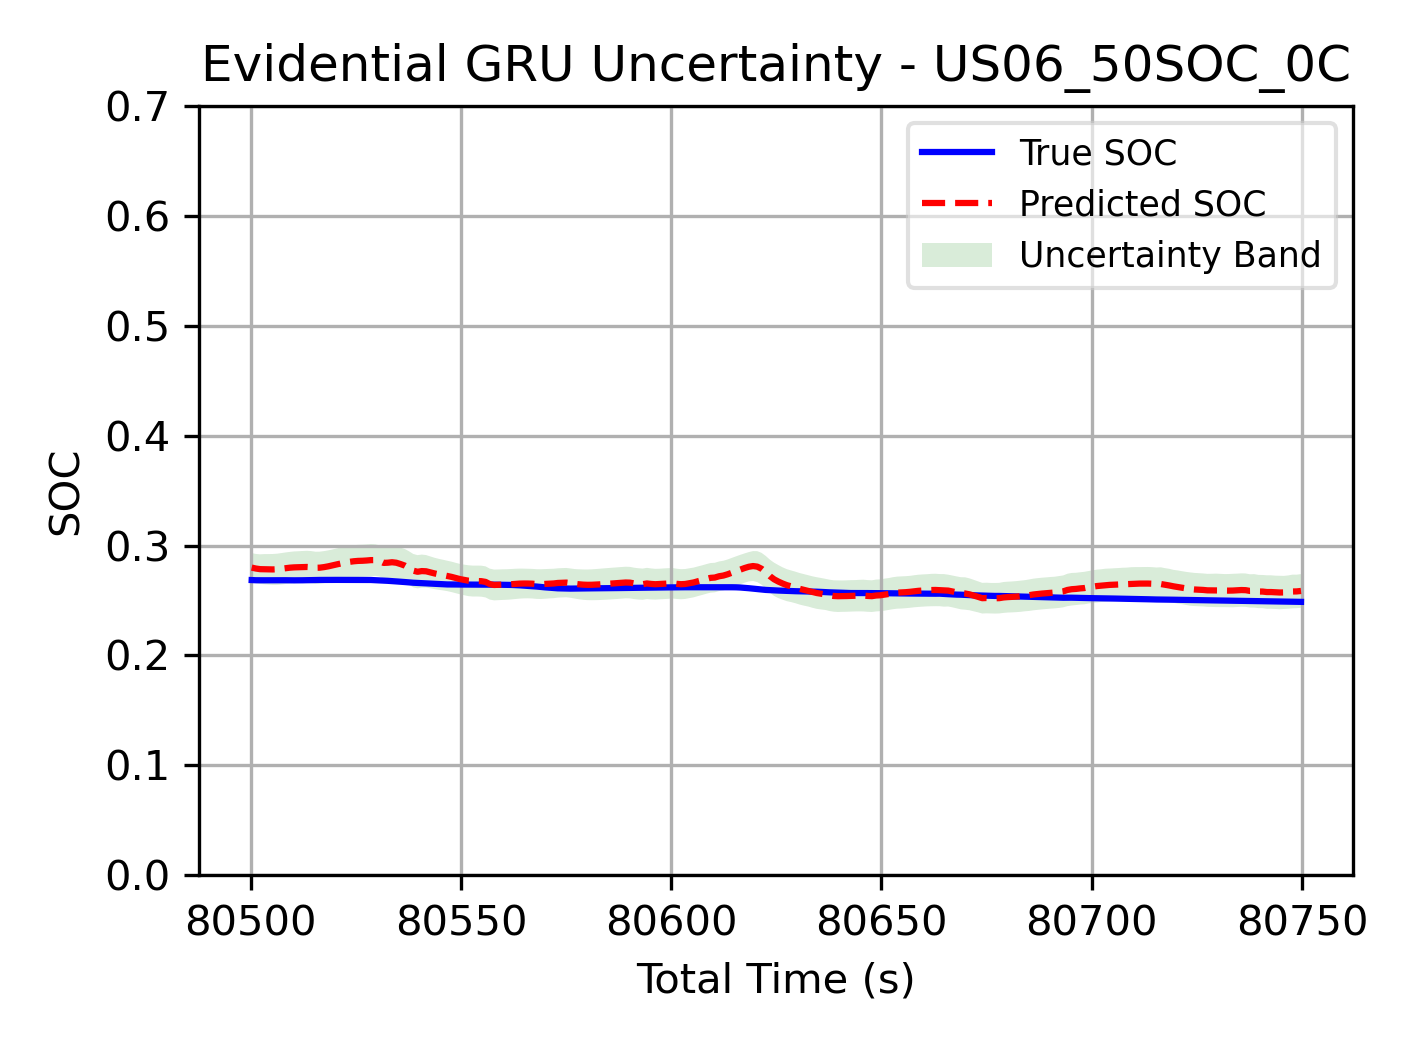 Evidential GRU Uncertainty - US06_50SOC_0C
True SOC
Predicted SOC
Uncertainty Band
SOC
0.7
0.6
0.5
0.4
0.3
0.2
0.1
0.0
80500 80550 80600 80650 80700 80750
Total Time (s)